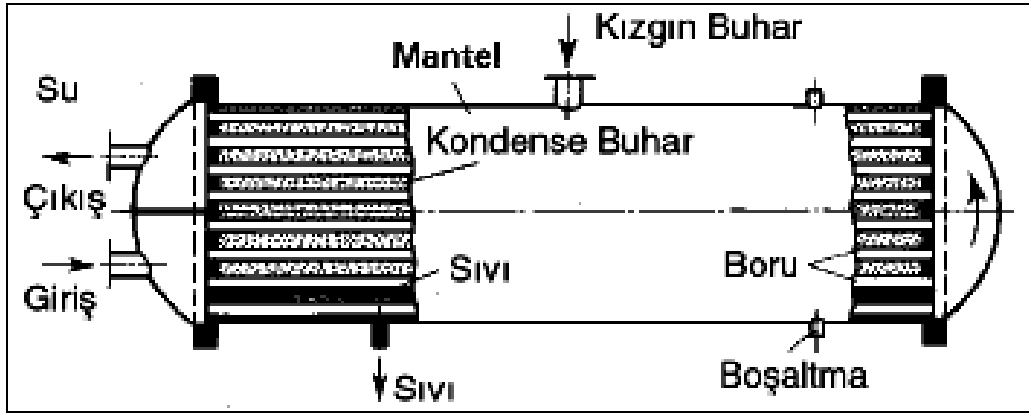 Kızgın Buhar
Mantel
Su
Kondense Buhar
Çıkış
Sıvı
Boru
Giriş
Boşaltma
Sıvı